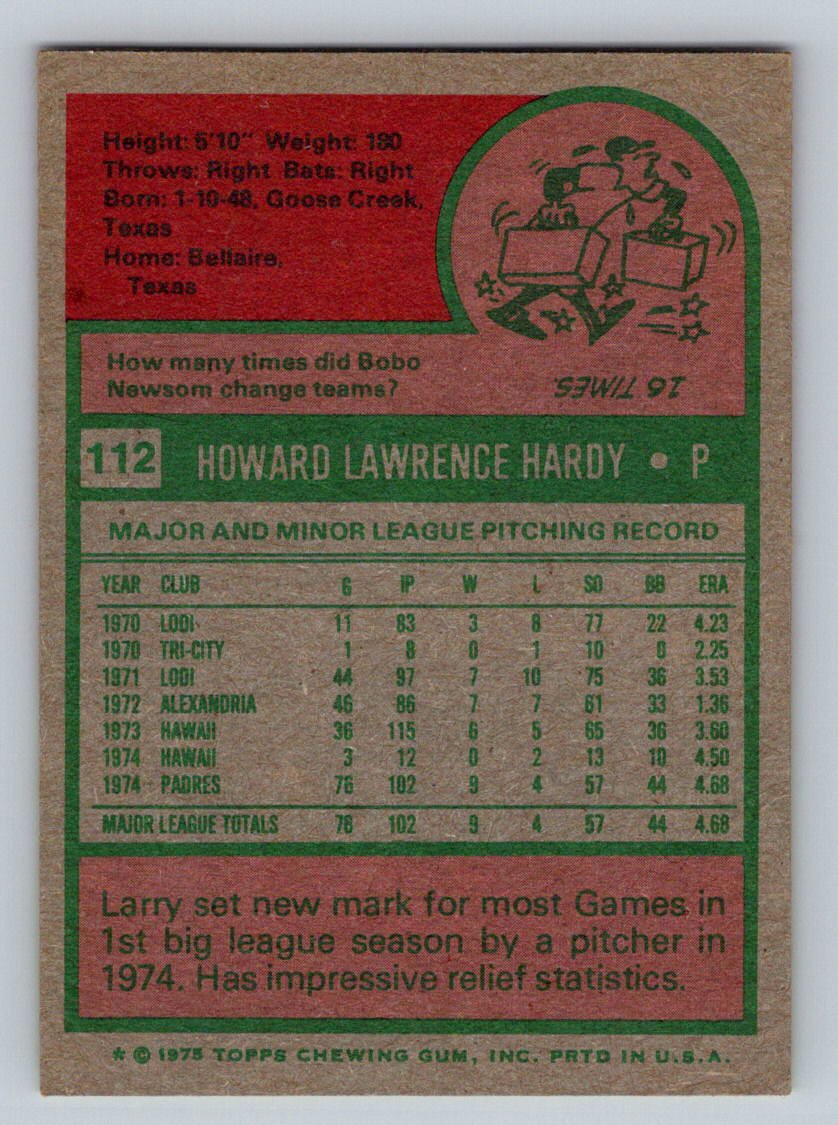 Height: 5'10" Weight: 180
Throws: Right Bats: Right
Born: 1-10-48, Goose Creek,
Texas
Home: Bellaire,
Texas
How many times did Bobo
Newsom change teams?
16 TIMES
112 HOWARD LAWRENCE HARDY • P
MAJOR AND MINOR LEAGUE PITCHING RECORD
YEAR CLUB G IP W L SO BB ERA
1970 LODI 11 83 3 8 77 22 4.23
1970 TRI-CITY 1 8 0 1 10 0 2.25
1971 LODI 44 97 7 10 75 36 3.53
1972 ALEXANDRIA 46 86 7 7 61 33 1.36
1973 HAWAII 36 115 6 5 65 36 3.60
1974 HAWAII 3 12 0 2 13 10 4.50
1974 PADRES 76 102 9 4 57 44 4.68
MAJOR LEAGUE TOTALS 76 102 9 4 57 44 4.68
Larry set new mark for most Games in
1st big league season by a pitcher in
1974. Has impressive relief statistics.
* © 1975 TOPPS CHEWING GUM, INC. PRTD IN U.S.A.